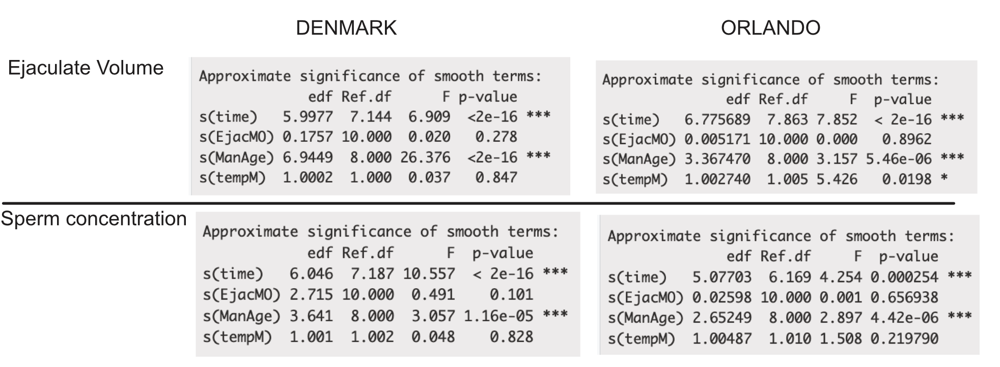 DENMARK
ORLANDO
Ejaculate Volume
Approximate significance of smooth terms:
edf Ref.df F p-value
s(time) 5.9977 7.144 6.909 <2e-16 ***
s(EjacMO) 0.1757 10.000 0.020 0.278
s(ManAge) 6.9449 8.000 26.376 <2e-16 ***
s(tempM) 1.0002 1.000 0.037 0.847
Approximate significance of smooth terms:
edf Ref.df F p-value
s(time) 6.775689 7.863 7.852 < 2e-16 ***
s(EjacMO) 0.005171 10.000 0.000 0.8962
s(ManAge) 3.367470 8.000 3.157 5.46e-06 ***
s(tempM) 1.002740 1.005 5.426 0.0198 *
Sperm concentration
Approximate significance of smooth terms:
edf Ref.df F p-value
s(time) 6.046 7.187 10.557 < 2e-16 ***
s(EjacMO) 2.715 10.000 0.491 0.101
s(ManAge) 3.641 8.000 3.057 1.16e-05 ***
s(tempM) 1.001 1.002 0.048 0.828
Approximate significance of smooth terms:
edf Ref.df F p-value
s(time) 5.07703 6.169 4.254 0.000254 ***
s(EjacMO) 0.02598 10.000 0.001 0.656938
s(ManAge) 2.65249 8.000 2.897 4.42e-06 ***
s(tempM) 1.00487 1.010 1.508 0.219790